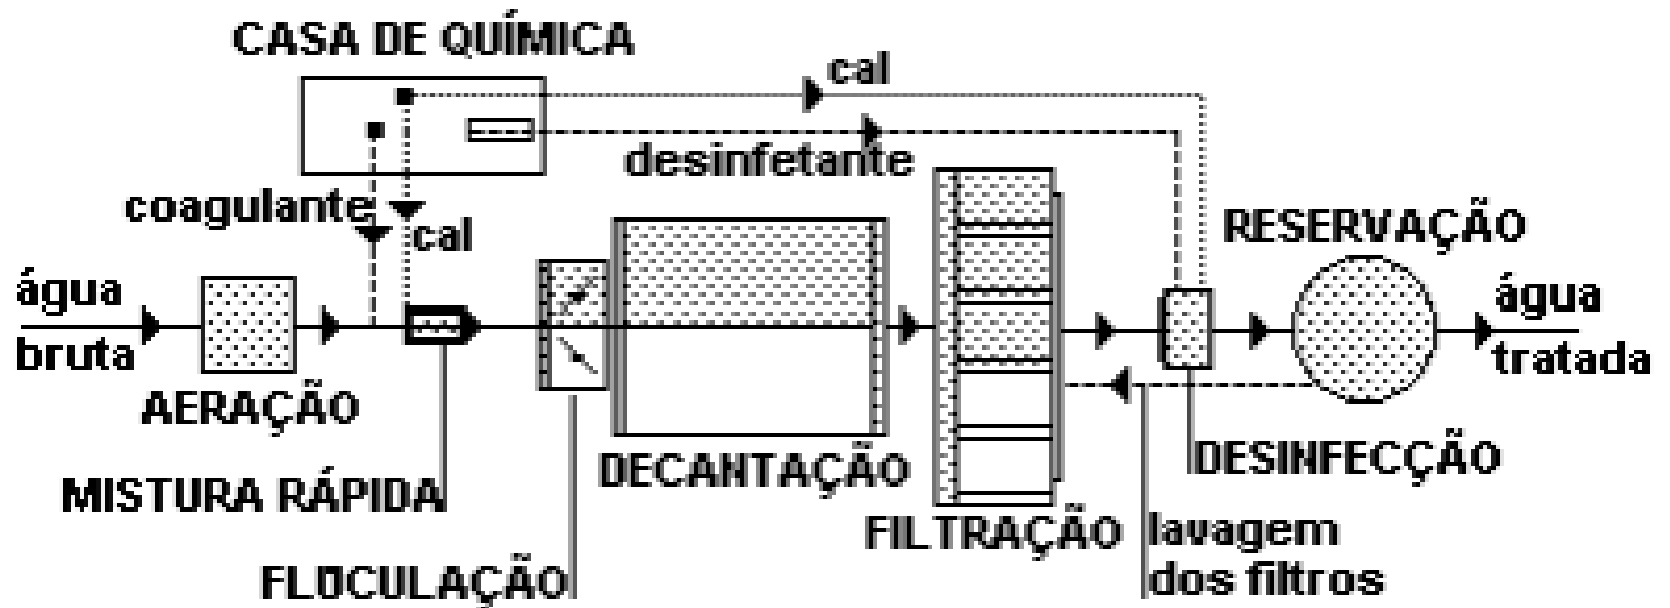 CASA DE QUÍMICA
cal
desinfetante
coagulante
cal
RESERVAÇÃO
água
bruta
água
tratada
AERAÇÃO
DECANTAÇÃO
DESINFECÇÃO
MISTURA RÁPIDA
FILTRAÇÃO
lavagem
dos filtros
FLOCULAÇÃO